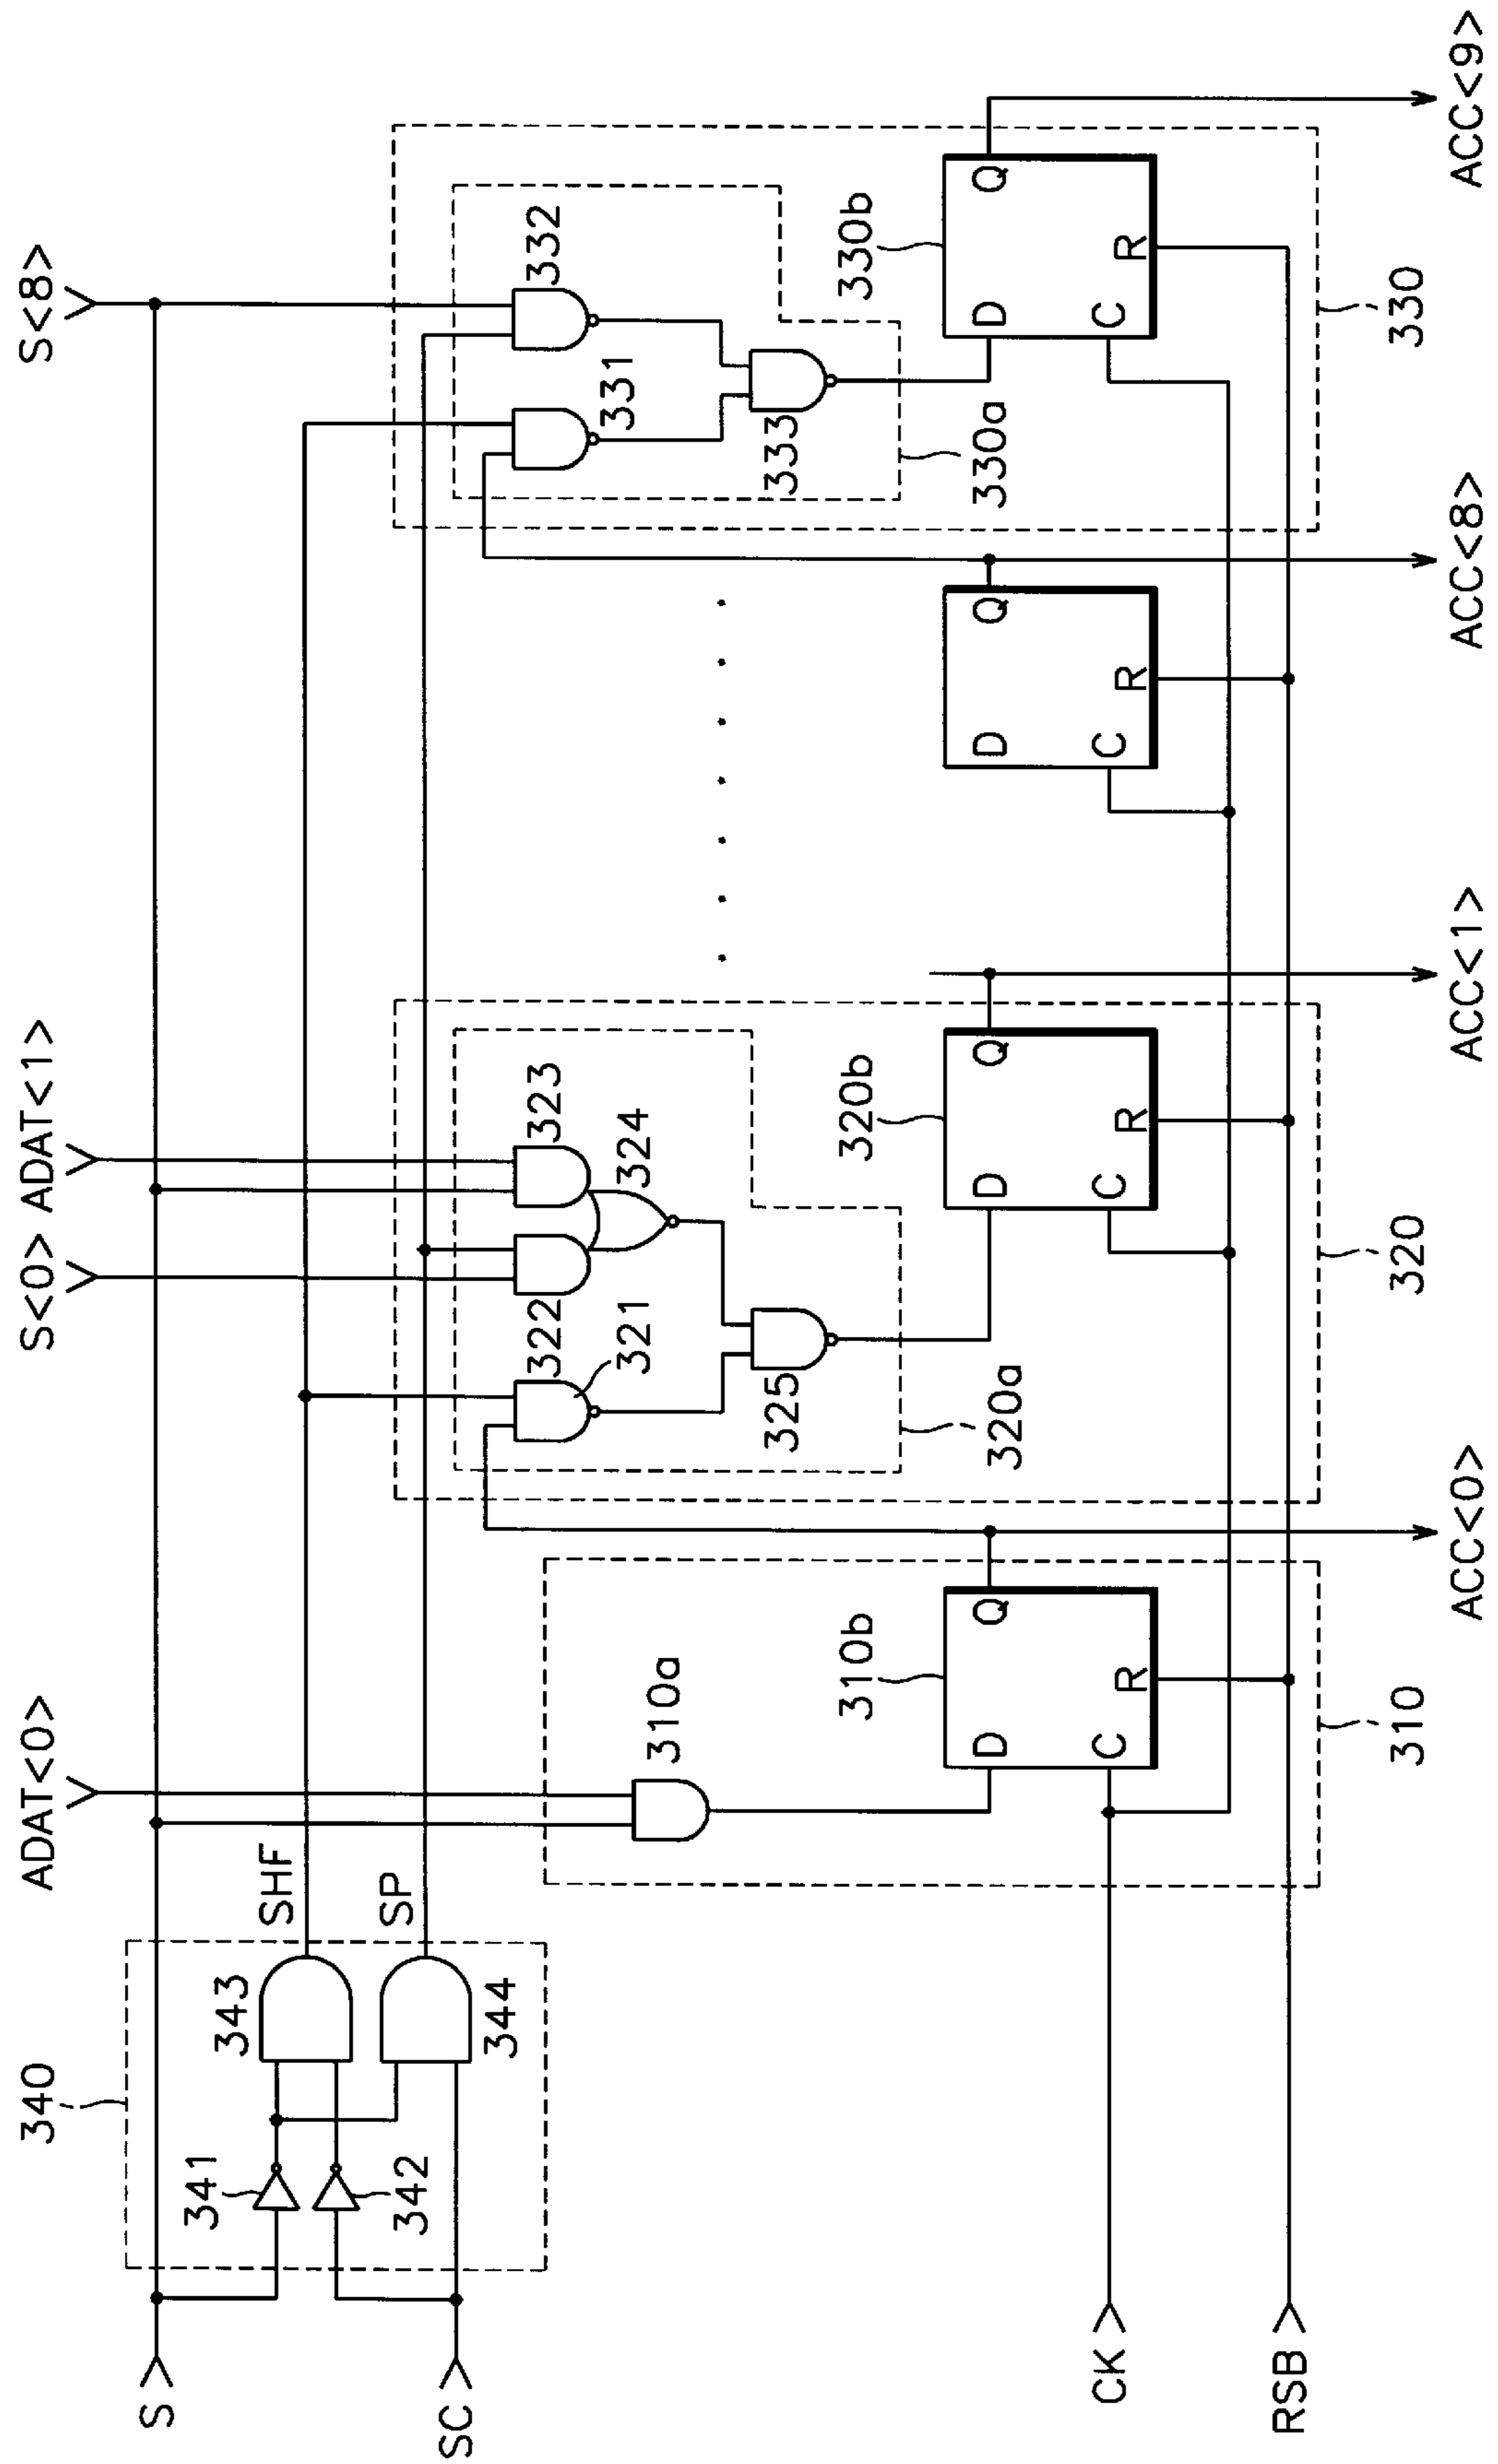 S<8>
S<0> ADAT<1>
ADAT<0>
340
341
342
343
344
SHF
SP
S
SC
310a
310b
D
Q
C
R
310
322
321
323
324
325
320a
320b
D
Q
C
R
320
D
Q
C
R
331
332
333
330a
330b
D
Q
C
R
330
CK
RSB
ACC<0>
ACC<1>
ACC<8>
ACC<9>